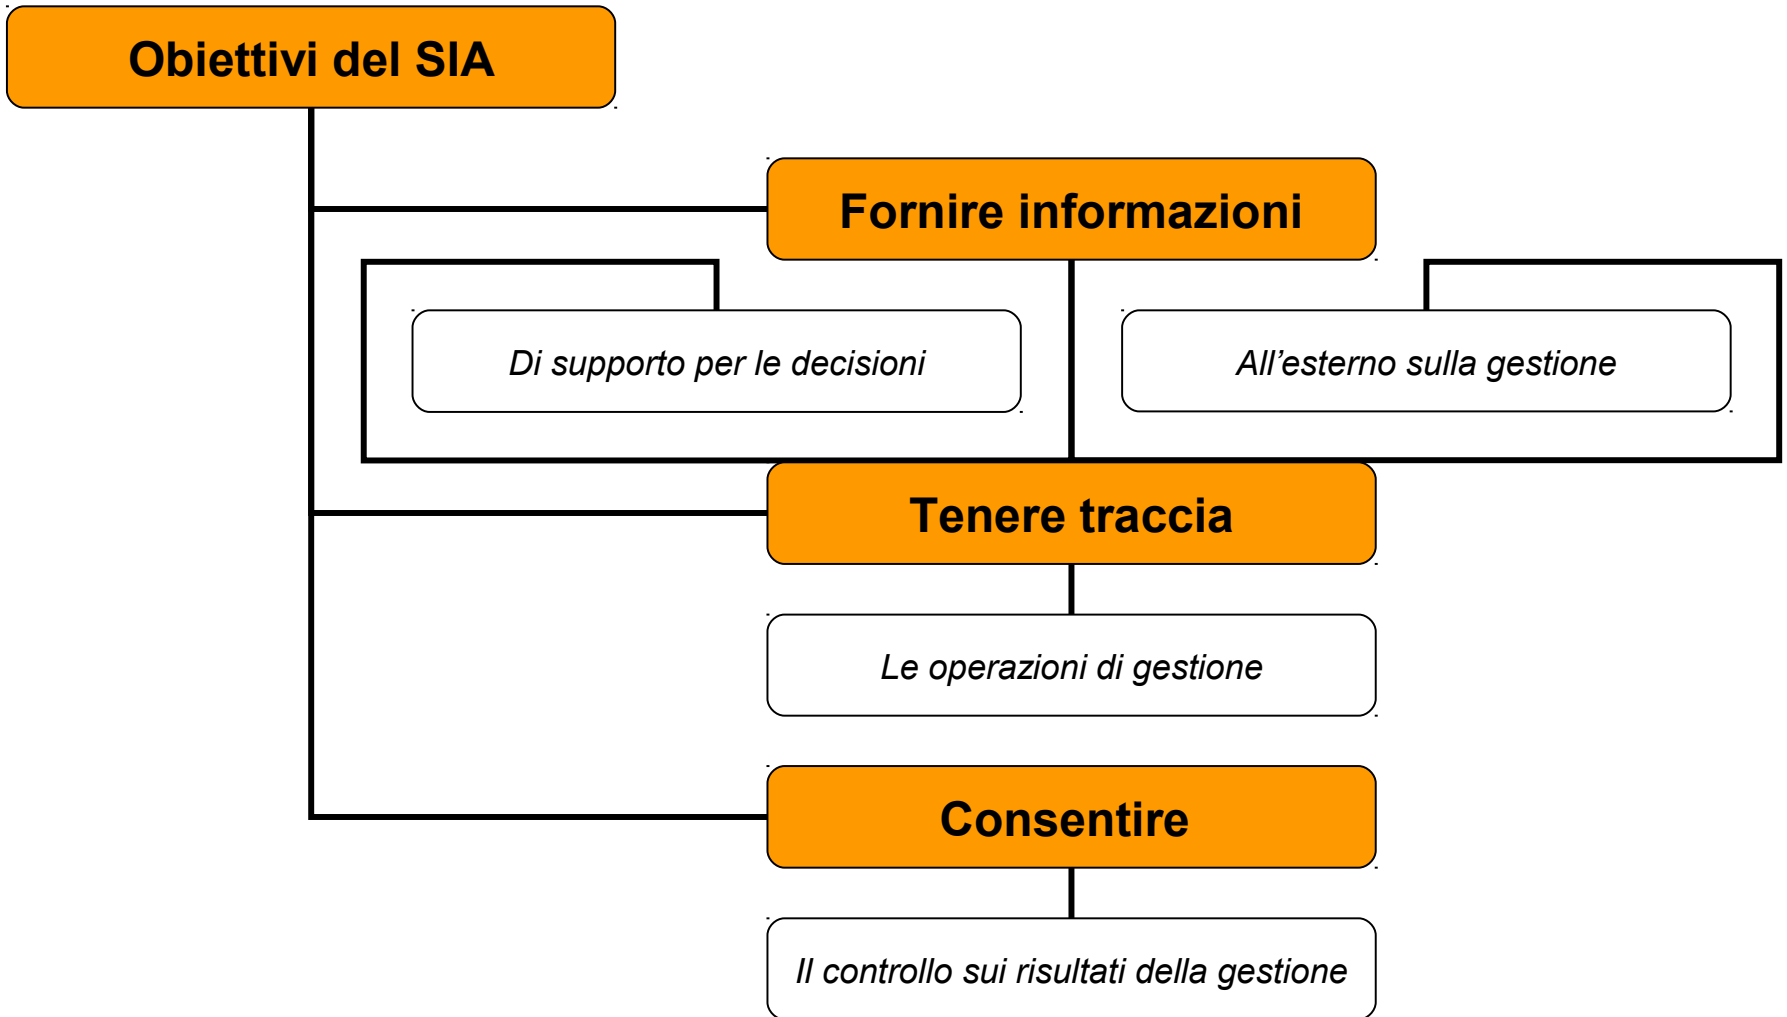 Obiettivi del SIA
Fornire informazioni
Di supporto per le decisioni
All’esterno sulla gestione
Tenere traccia
Le operazioni di gestione
Consentire
Il controllo sui risultati della gestione